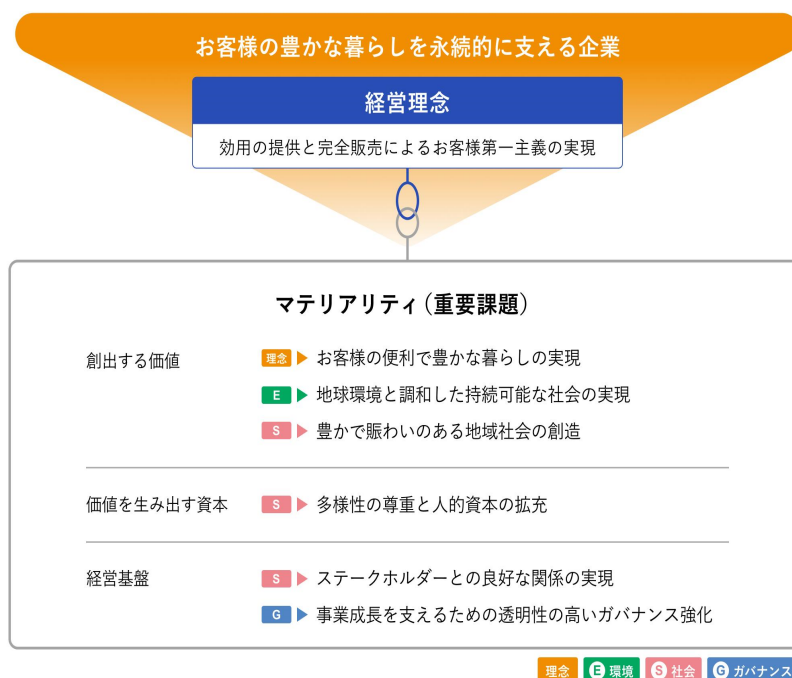 お客様の豊かな暮らしを永続的に支える企業
経営理念
効用の提供と完全販売によるお客様第一主義の実現
マテリアリティ（重要課題）
創出する価値
理念 お客様の便利で豊かな暮らしの実現
E 地球環境と調和した持続可能な社会の実現
S 豊かで賑わいのある地域社会の創造
価値を生み出す資本 S 多様性の尊重と人的資本の拡充
経営基盤 S ステークホルダーとの良好な関係の実現
G 事業成長を支えるための透明性の高いガバナンス強化
理念 E 環境 S 社会 G ガバナンス